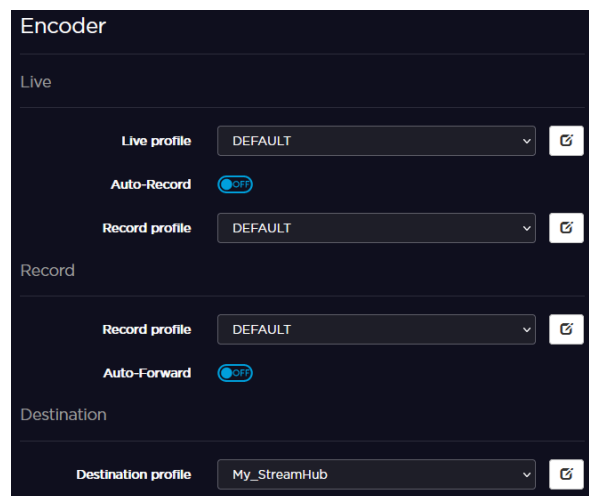 Encoder
Live
Live profile DEFAULT
Auto-Record OFF
Record profile DEFAULT
Record
Record profile DEFAULT
Auto-Forward OFF
Destination
Destination profile My_StreamHub